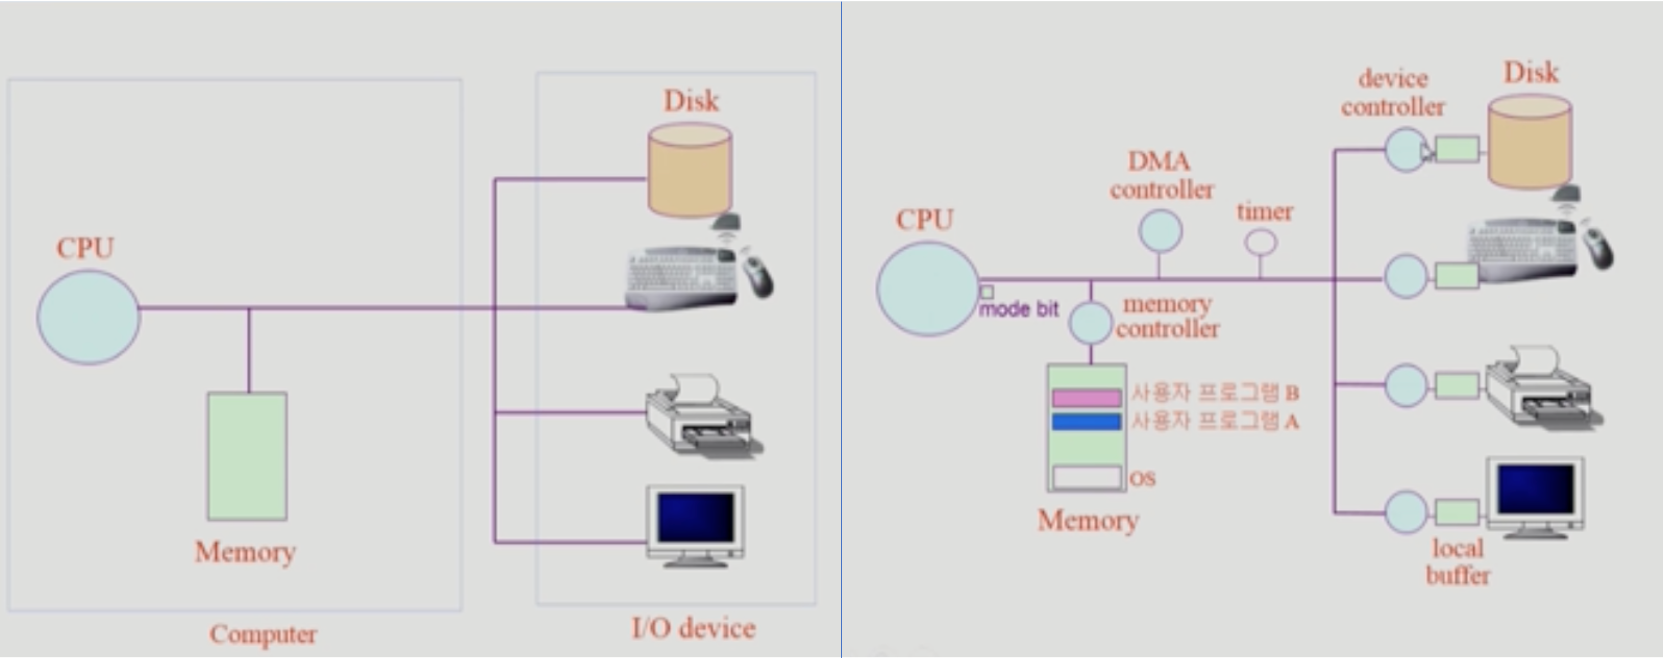 Disk
CPU
Memory
Computer
I/O device
device
controller
Disk
DMA
controller
timer
CPU
mode bit
memory
controller
사용자 프로그램 B
사용자 프로그램 A
OS
Memory
local
buffer